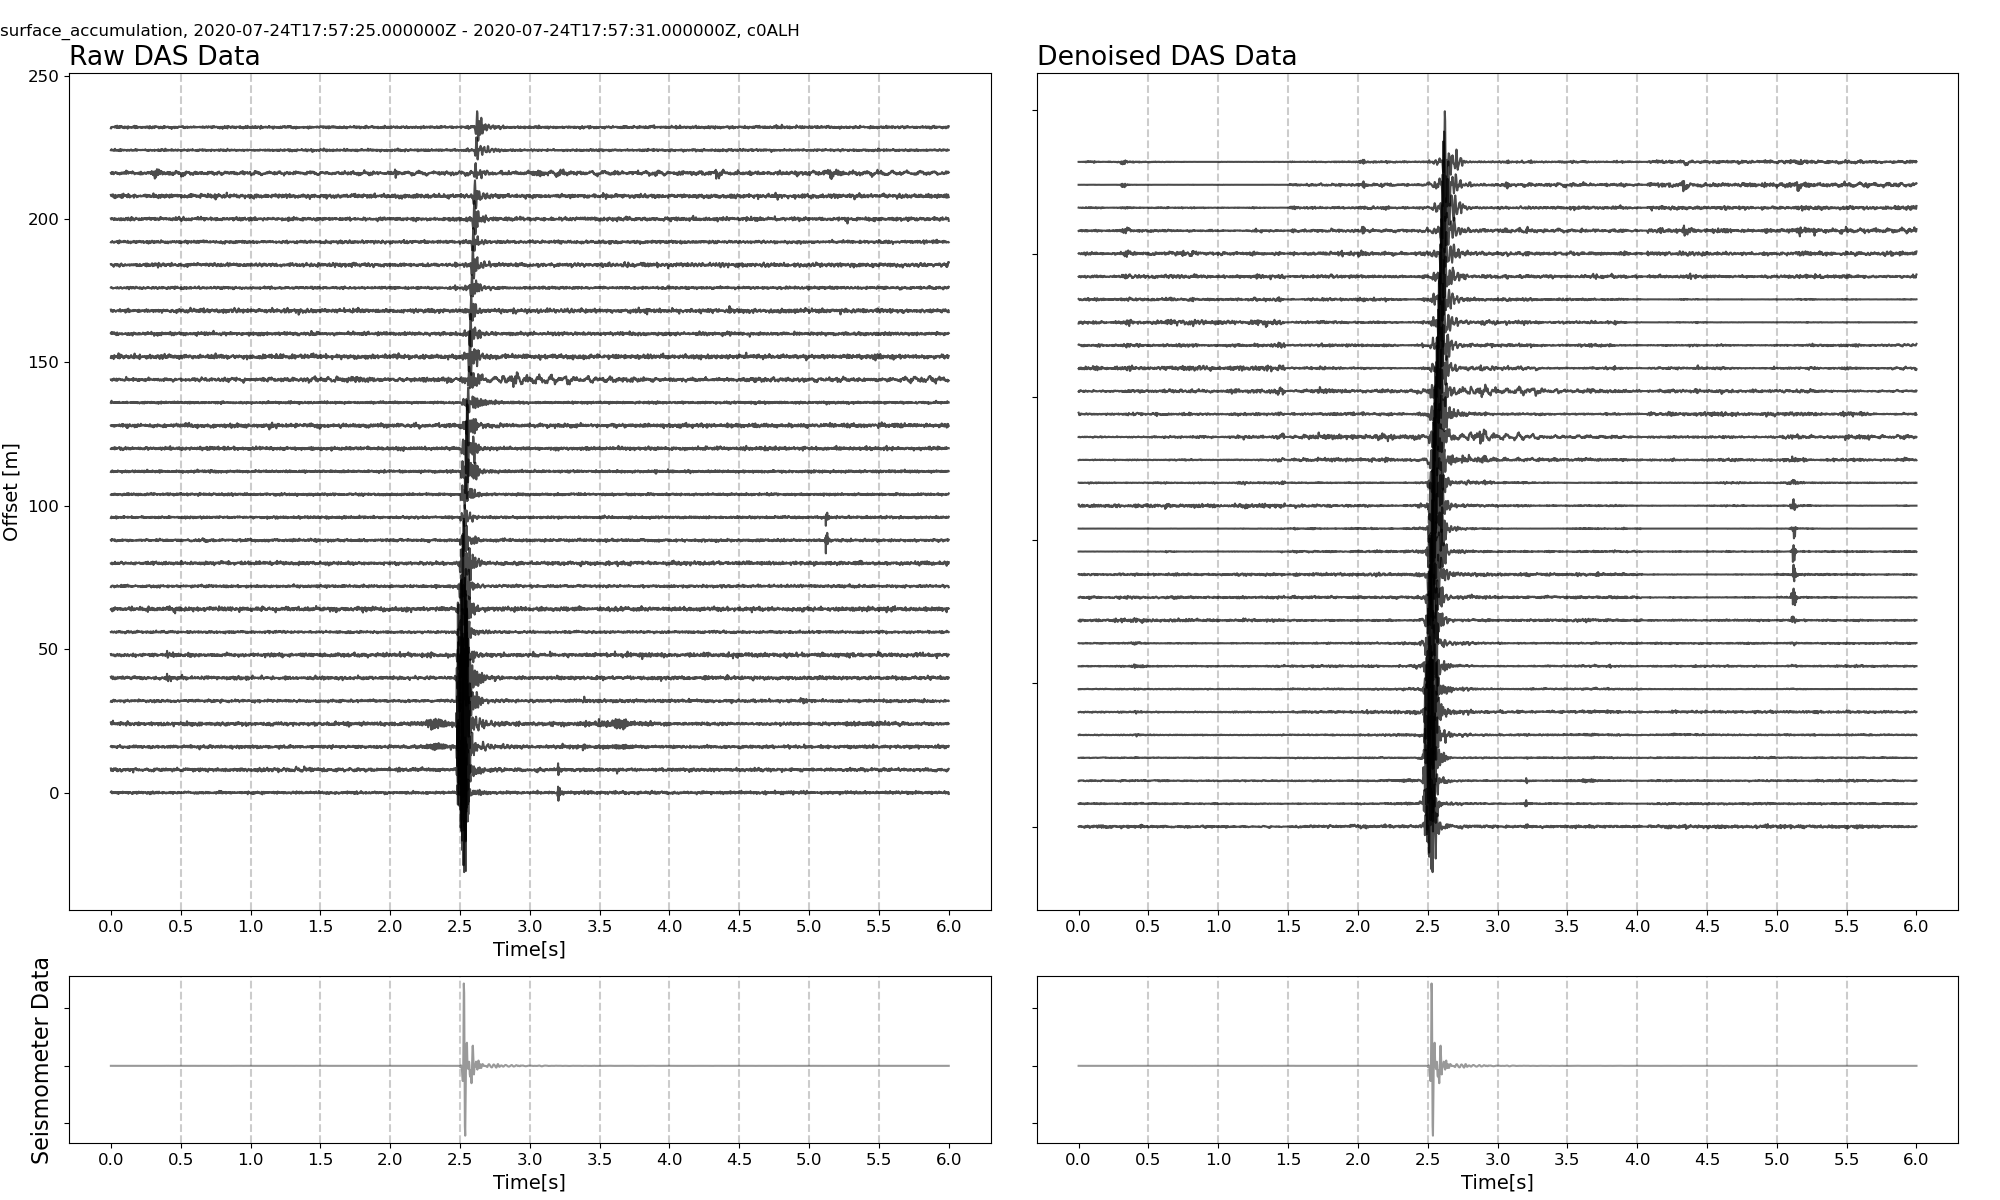 surface_accumulation, 2020-07-24T17:57:25.000000Z - 2020-07-24T17:57:31.000000Z, c0ALH
Raw DAS Data
Denoised DAS Data
250
200
150
100
50
0
Offset [m]
0.0 0.5 1.0 1.5 2.0 2.5 3.0 3.5 4.0 4.5 5.0 5.5 6.0
Time[s]
0.0 0.5 1.0 1.5 2.0 2.5 3.0 3.5 4.0 4.5 5.0 5.5 6.0
Seismometer Data
0.0 0.5 1.0 1.5 2.0 2.5 3.0 3.5 4.0 4.5 5.0 5.5 6.0
Time[s]
0.0 0.5 1.0 1.5 2.0 2.5 3.0 3.5 4.0 4.5 5.0 5.5 6.0
Time[s]